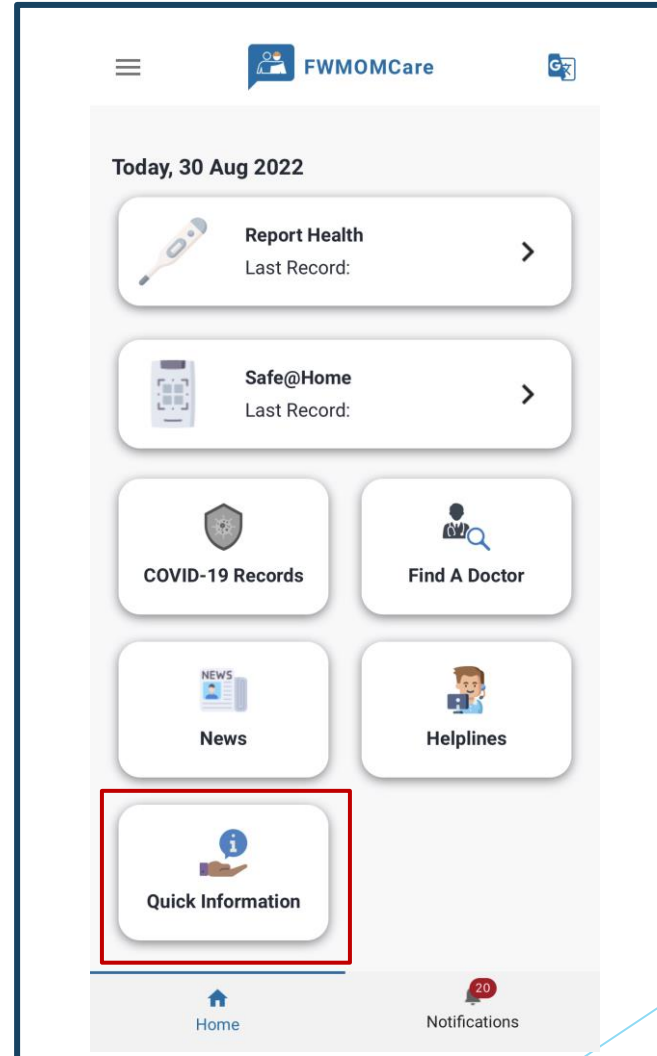 FWMOMCare
Today, 30 Aug 2022
Report Health
Last Record:
Safe@Home
Last Record:
COVID-19 Records
Find A Doctor
NEWS
News
Helplines
Quick Information
20
Home
Notifications